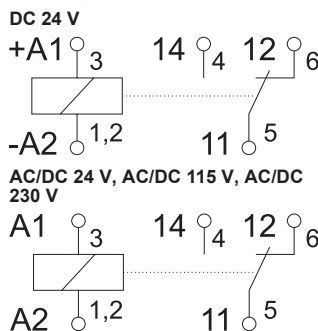 DC 24 V
+A1 3 14 4 12 6
-A2 1,2 11 5
AC/DC 24 V, AC/DC 115 V, AC/DC
230 V
A1 3 14 4 12 6
A2 1,2 11 5